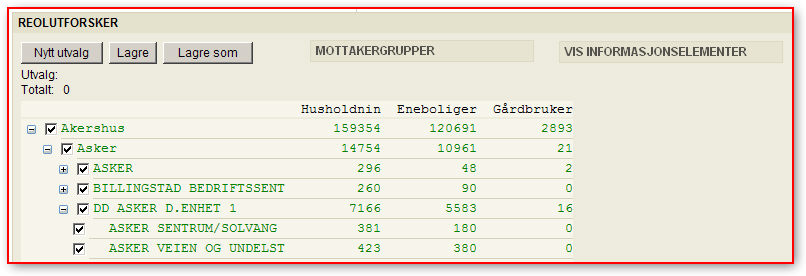 REOLUTFORSKER
Nytt utvalg Lagre Lagre som MOTTAKERGRUPPER VIS INFORMASJONSELEMENTER
Utvalg:
Totalt: 0
Husholdnin Eneboliger Gårdbruker
Akershus 159354 120691 2893
Asker 14754 10961 21
ASKER 296 48 2
BILLINGSTAD BEDRIFTSSENT 260 90 0
DD ASKER D.ENHET 1 7166 5583 16
ASKER SENTRUM/SOLVANG 381 180 0
ASKER VEIEN OG UNDELST 423 380 0